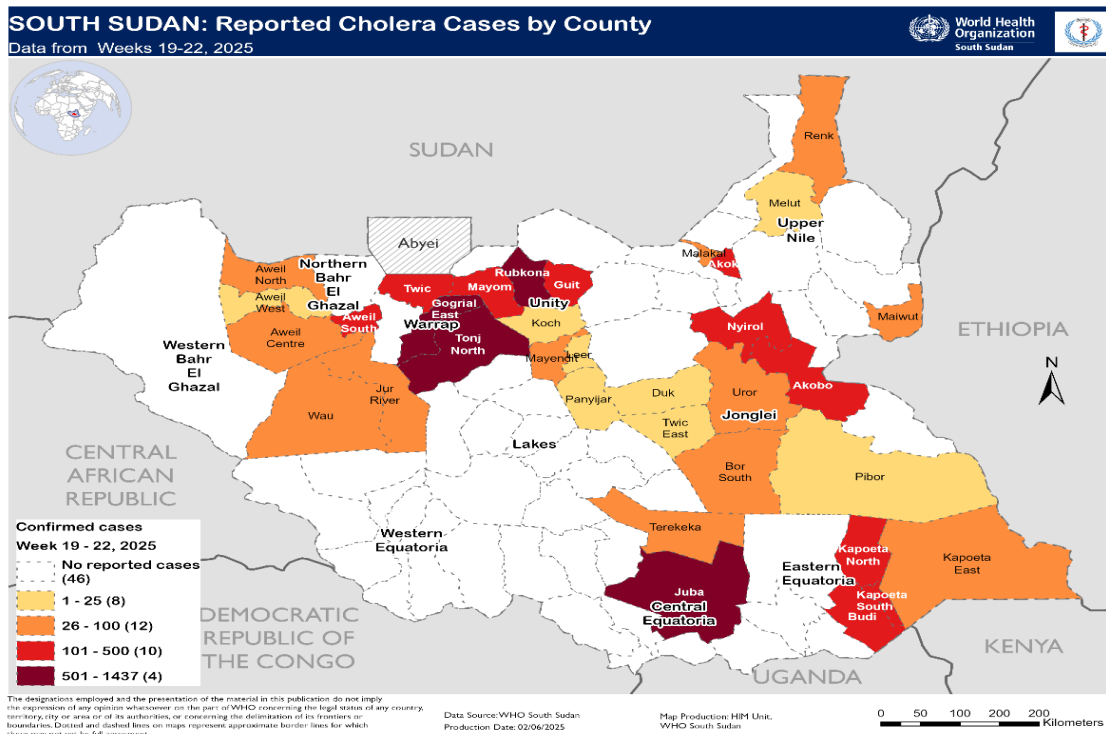 SOUTH SUDAN: Reported Cholera Cases by County
Data from Weeks 19-22, 2025
World Health
Organization
South Sudan
SUDAN
Renk
Melut
Upper
Nile
Abyei
Malakal
Akok
Maiwut
ETHIOPIA
Aweil
North
Northern
Bahr
El
Ghazal
Aweil
West
Aweil
South
Aweil
Centre
Twic
Mayom
Rubkona
Guit
Unity
Gogrial
East
Warrap
Tonj
North
Koch
Mayendit
Leer
Panyijar
Nyirol
Akobo
Uror
Jonglei
Duk
Twic
East
Western
Bahr
El
Ghazal
Wau
Jur
River
Lakes
Bor
South
Pibor
N
CENTRAL
AFRICAN
REPUBLIC
Western
Equatoria
Terekeka
Juba
Central
Equatoria
Eastern
Equatoria
Kapoeta
North
Kapoeta
South
Budi
Kapoeta
East
DEMOCRATIC
REPUBLIC OF
THE CONGO
UGANDA
KENYA
Confirmed cases
Week 19 - 22, 2025
No reported cases
(46)
1 - 25 (8)
26 - 100 (12)
101 - 500 (10)
501 - 1437 (4)
The designations employed and the presentation of the material in this publication do not imply
the expression of any opinion whatsoever on the part of WHO concerning the legal status of any country,
territory, city or area or of its authorities, or concerning the delimitation of its frontiers or
boundaries. Dotted and dashed lines on maps represent approximate border lines for which
Data Source: WHO South Sudan
Production Date: 02/06/2025
Map Production: HIM Unit,
WHO South Sudan
0 50 100 200 200
Kilometers